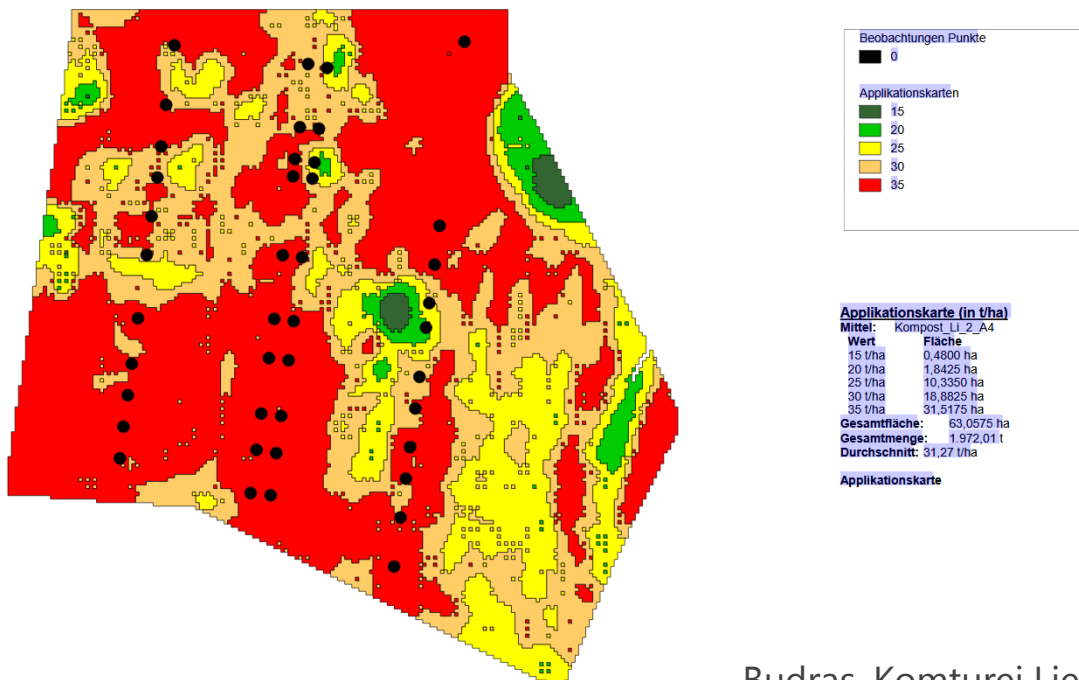 Beobachtungen Punkte
0
Applikationskarten
15
20
25
30
35
Applikationskarte (in t/ha)
Mittel: Kompost_Li_2_A4
Wert Fläche
15 t/ha 0,4800 ha
20 t/ha 1,8425 ha
25 t/ha 10,3350 ha
30 t/ha 18,8825 ha
35 t/ha 31,5175 ha
Gesamtfläche: 63,0575 ha
Gesamtmenge: 1.972,01 t
Durchschnitt: 31,27 t/ha
Applikationskarte
Budras, Komturei Lie